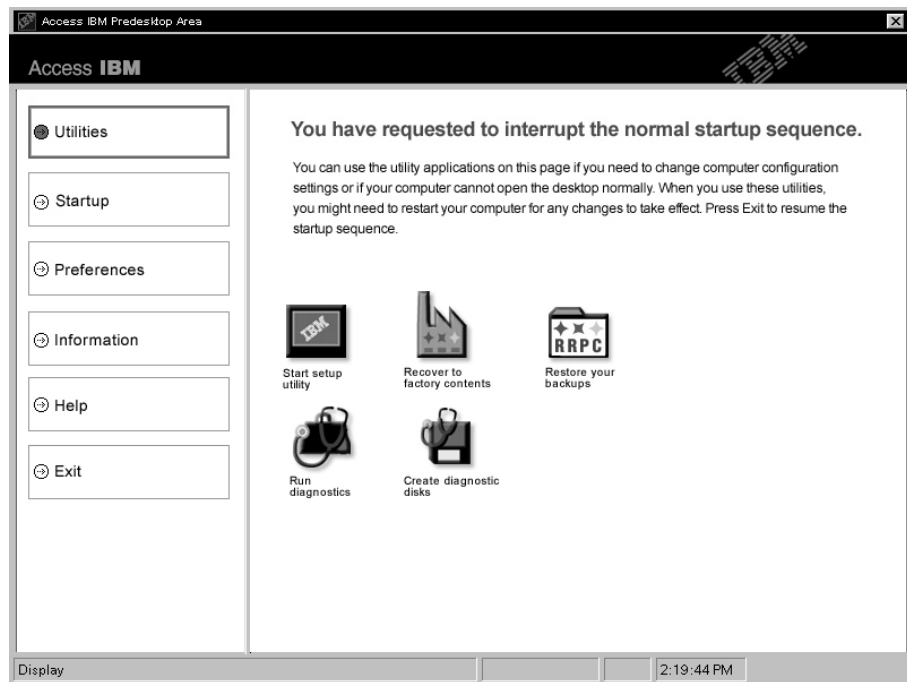 Access IBM Predesktop Area
Access IBM
IBM
Utilities
Startup
Preferences
Information
Help
Exit
You have requested to interrupt the normal startup sequence.
You can use the utility applications on this page if you need to change computer configuration
settings or if your computer cannot open the desktop normally. When you use these utilities,
you might need to restart your computer for any changes to take effect. Press Exit to resume the
startup sequence.
IBM
Start setup
utility
Recover to
factory contents
RRPC
Restore your
backups
Run
diagnostics
Create diagnostic
disks
Display
2:19:44 PM